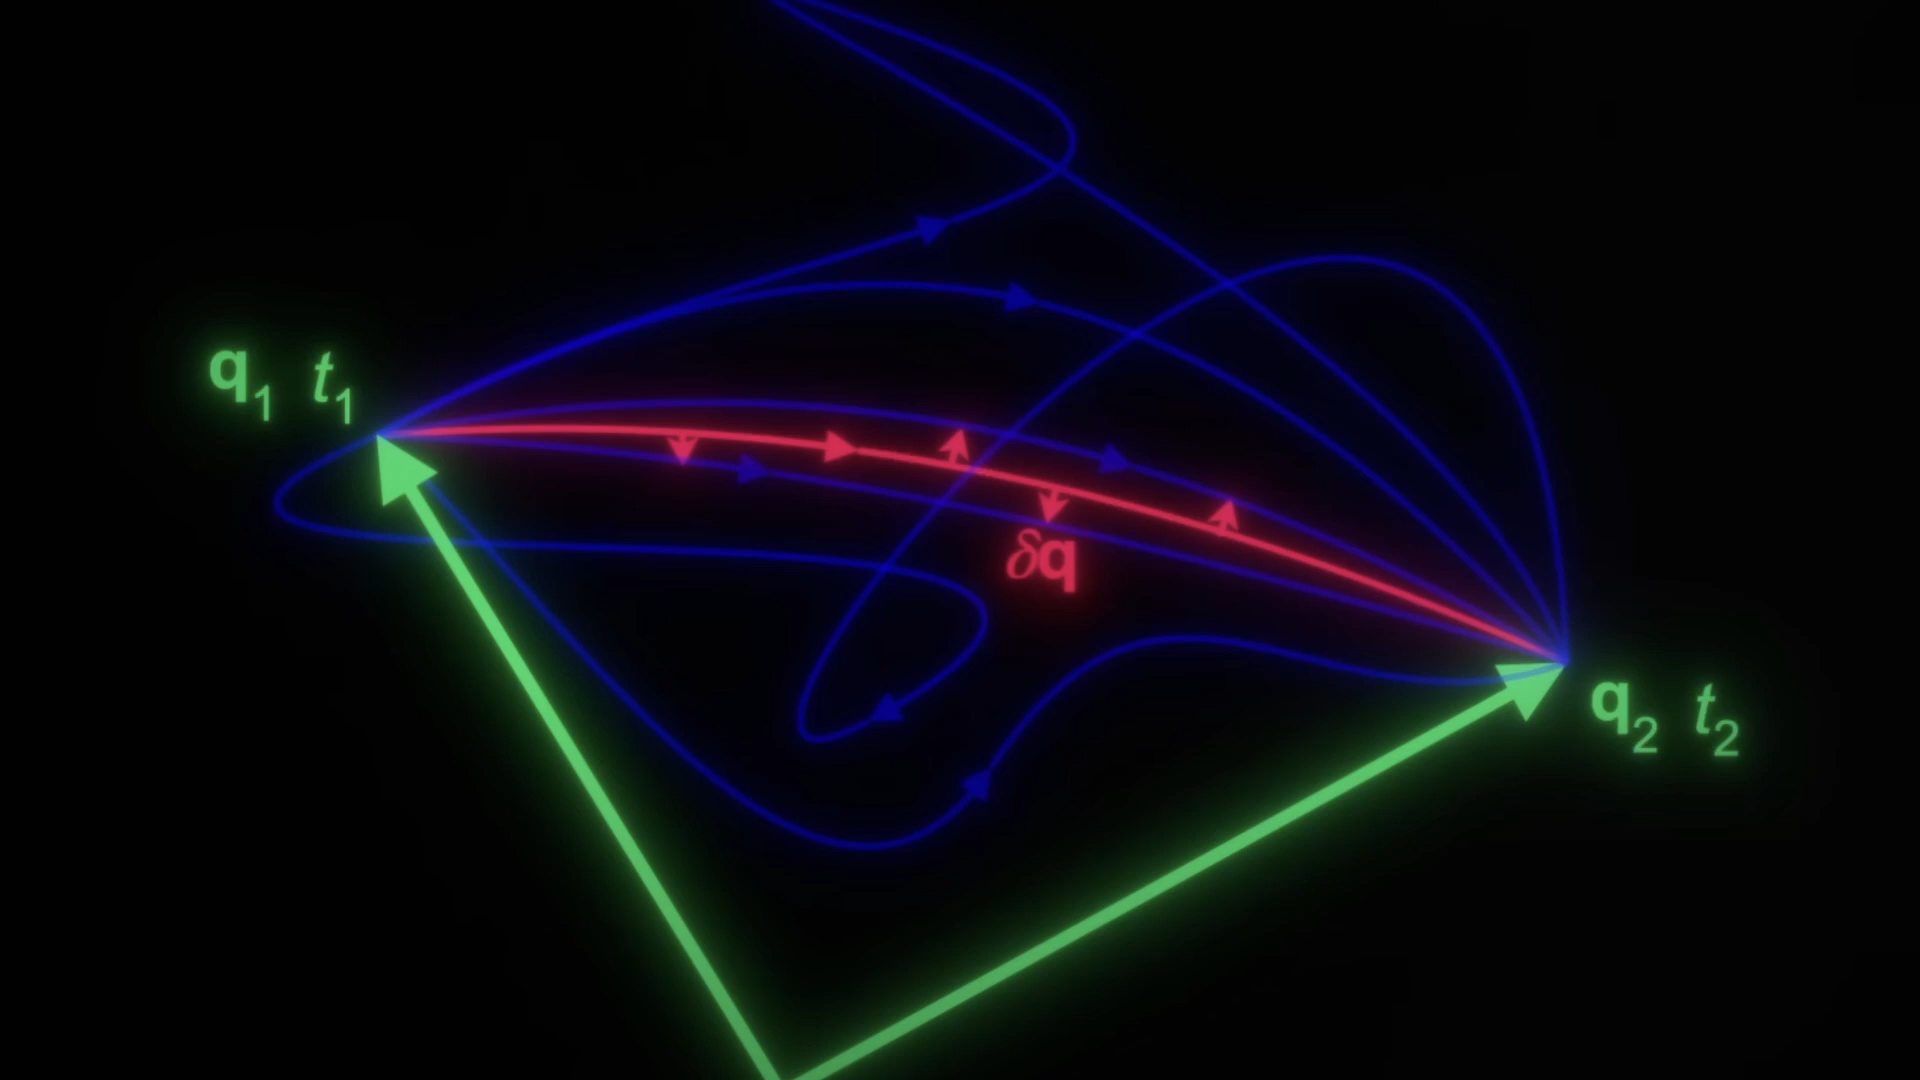 q₁ t₁
δq
q₂ t₂